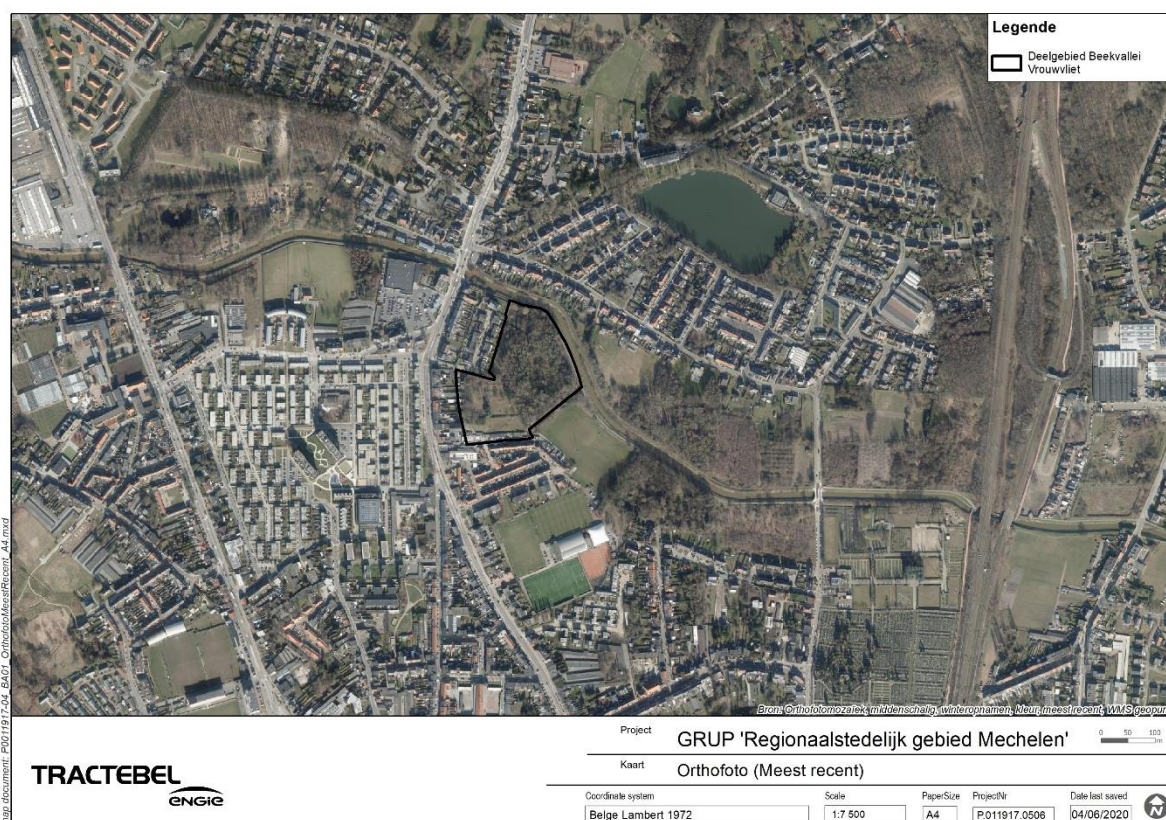 Legende
Deelgebied Beekvallei
Vrouwvliet
map document: P0011917-04_BA01_OrthofotoMeestRecent_A4.mxd
Bron: Orthofotomozaïek, middenschalig, winteropnamen, kleur, meest recent, WMS geopun
Project
GRUP 'Regionaalstedelijk gebied Mechelen'
0 50 100
m
Kaart
Orthofoto (Meest recent)
TRACTEBEL
ENGIE
Coordinate system
Scale
PaperSize
ProjectNr
Date last saved
Belge Lambert 1972
1:7 500
A4
P.011917.0506
04/06/2020